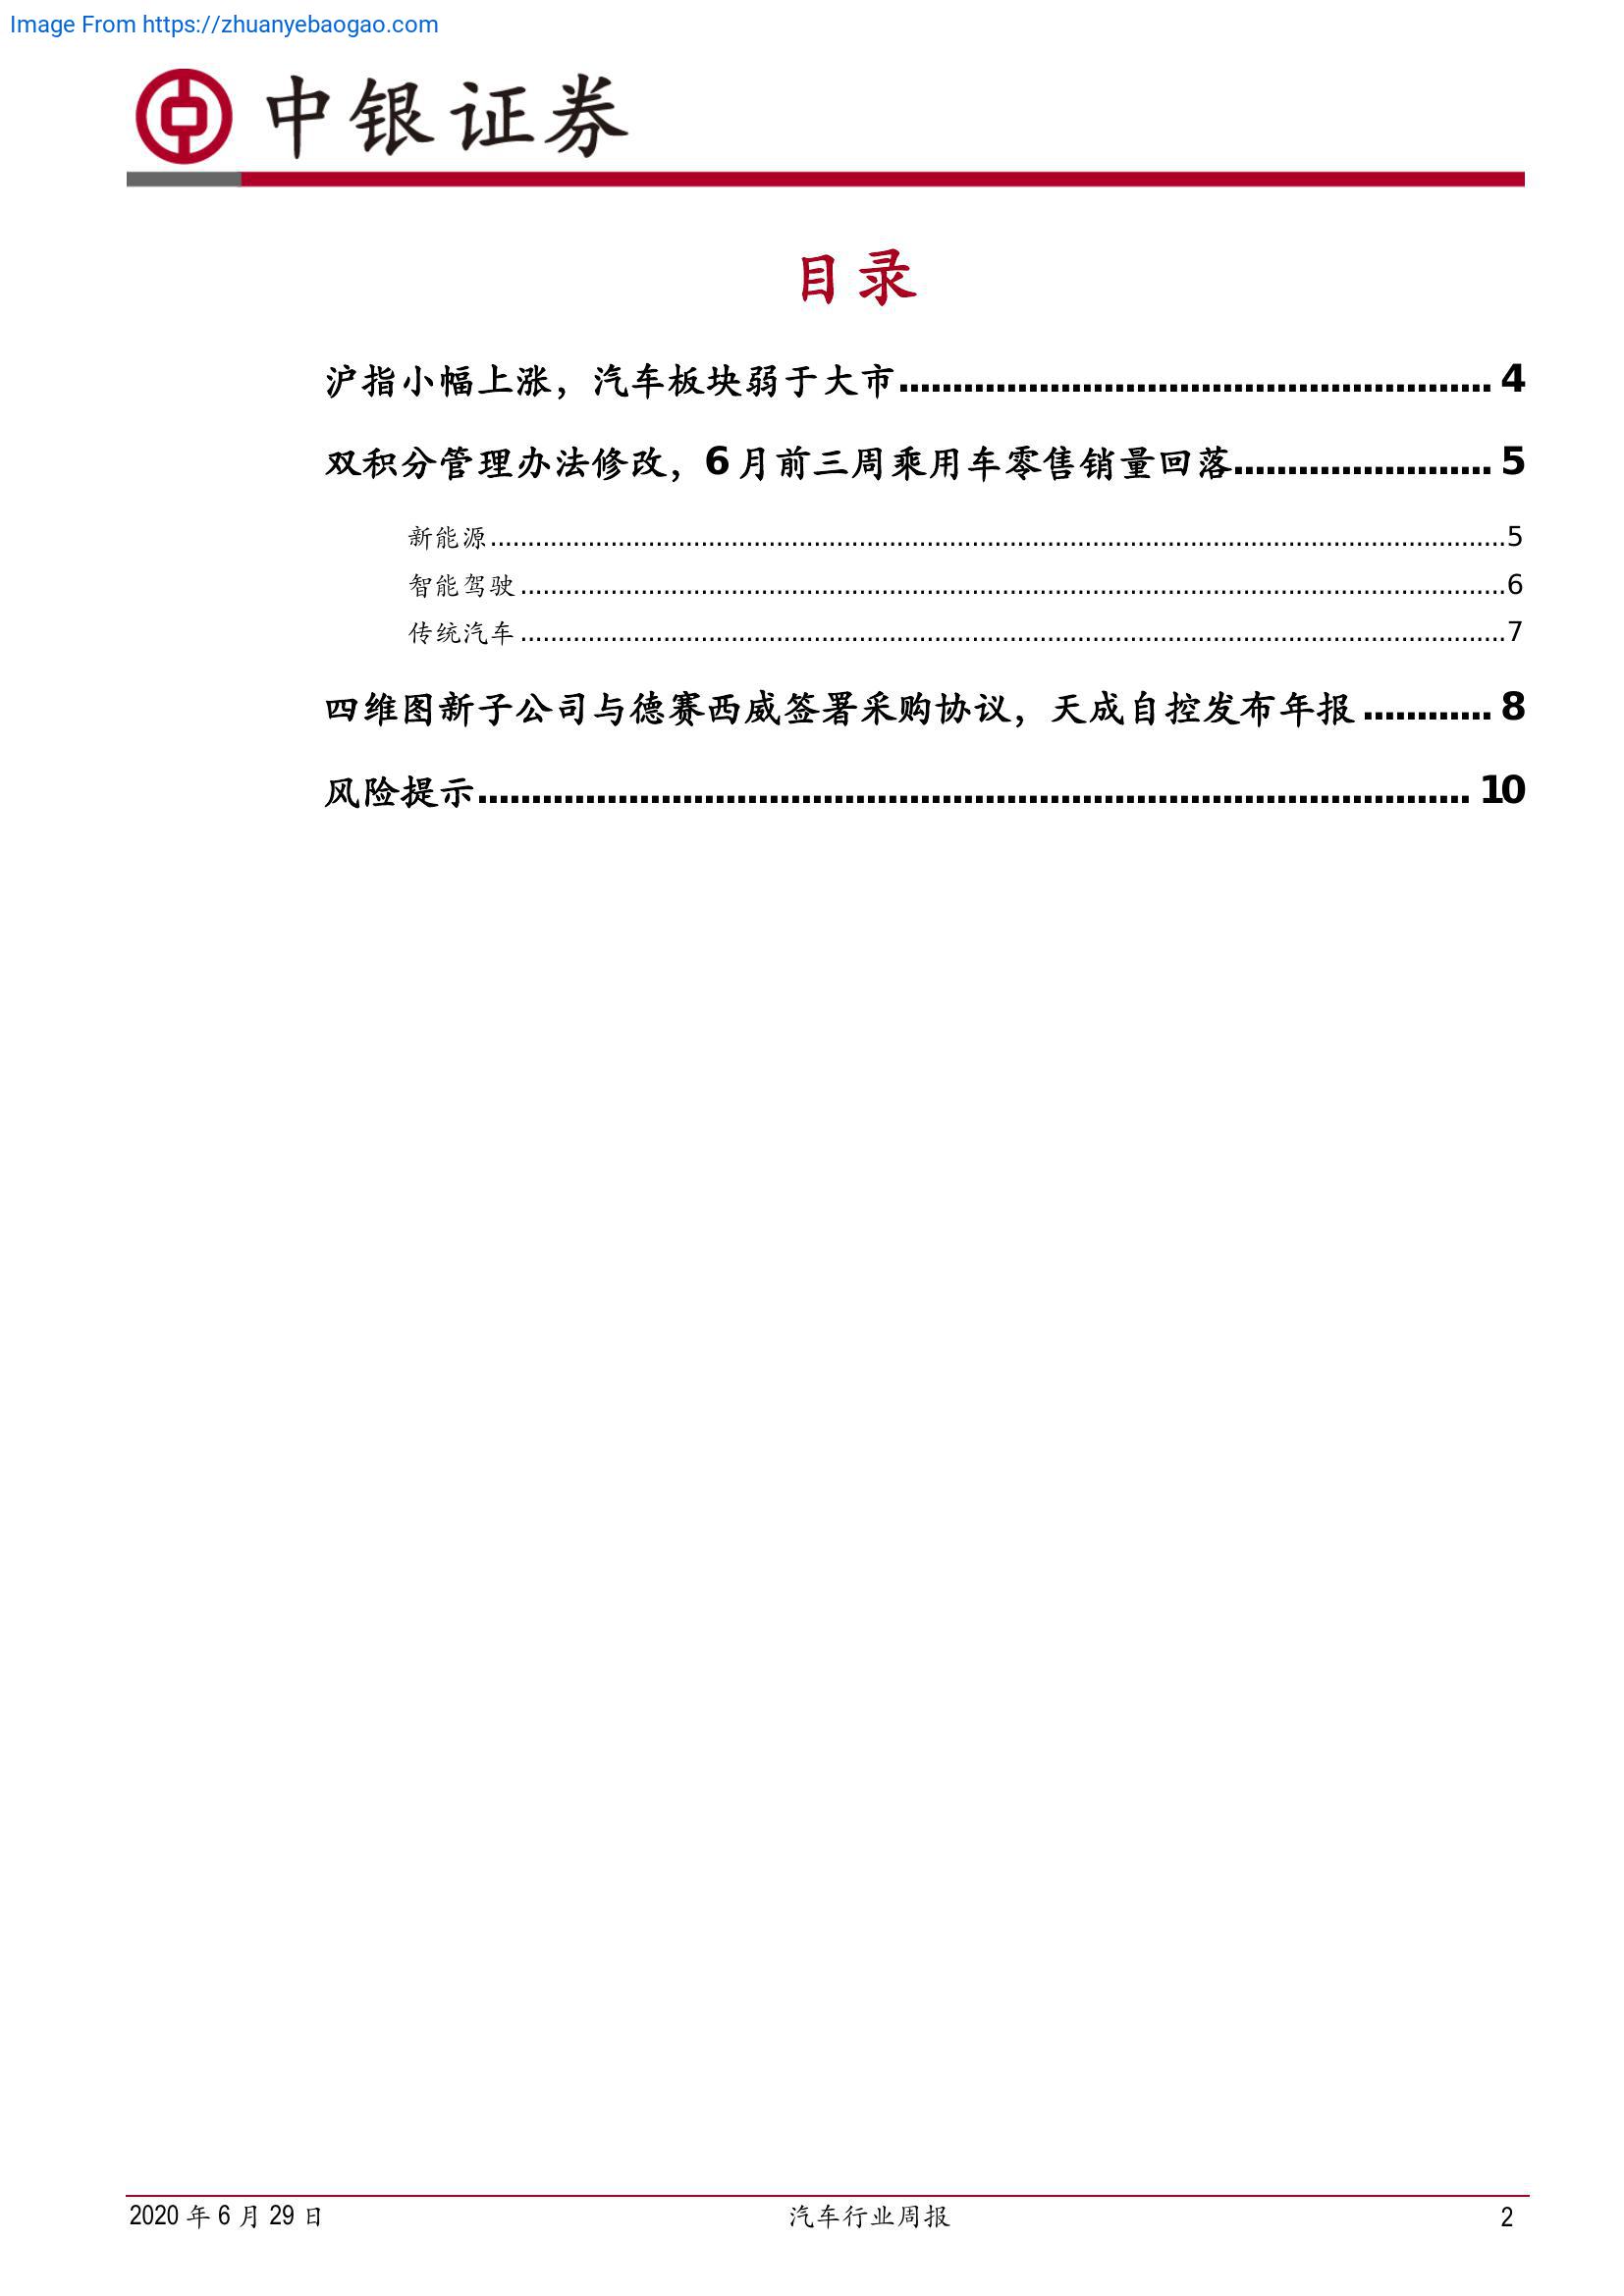 Image From https://zhuanyebaogao.com
中银证券
目录
沪指小幅上涨，汽车板块弱于大市.......................................................... 4
双积分管理办法修改，6 月前三周乘用车零售销量回落......................... 5
新能源.......................................................................................................................................5
智能驾驶...................................................................................................................................6
传统汽车...................................................................................................................................7
四维图新子公司与德赛西威签署采购协议，天成自控发布年报............ 8
风险提示................................................................................................. 10
2020 年 6 月 29 日
汽车行业周报
2